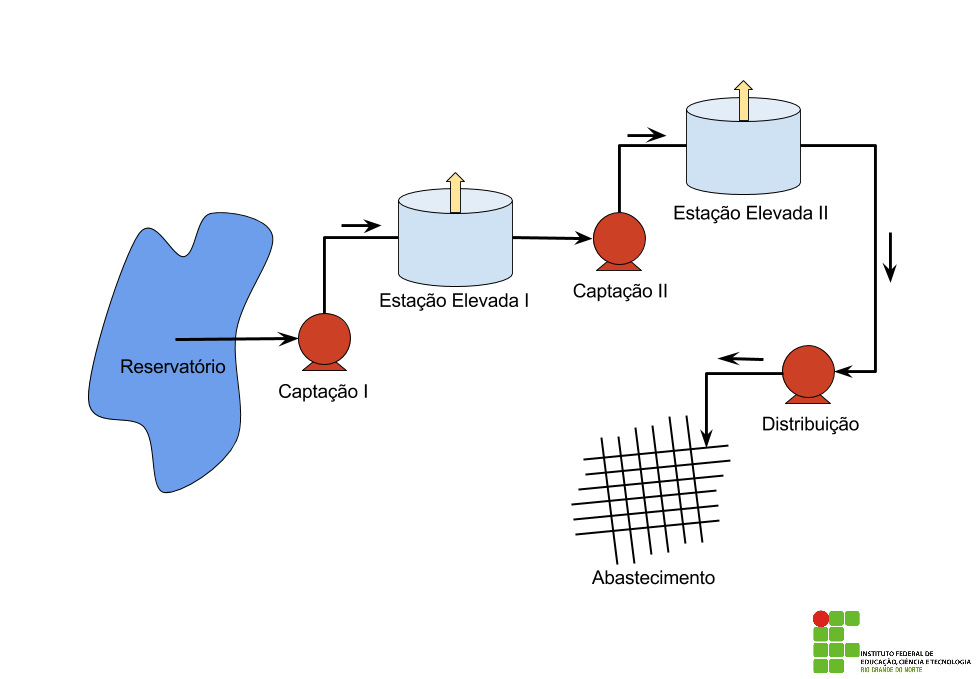 Estação Elevada II
Estação Elevada I
Captação II
Reservatório
Captação I
Distribuição
Abastecimento
INSTITUTO FEDERAL DE
EDUCAÇÃO, CIÊNCIA E TECNOLOGIA
RIO GRANDE DO NORTE